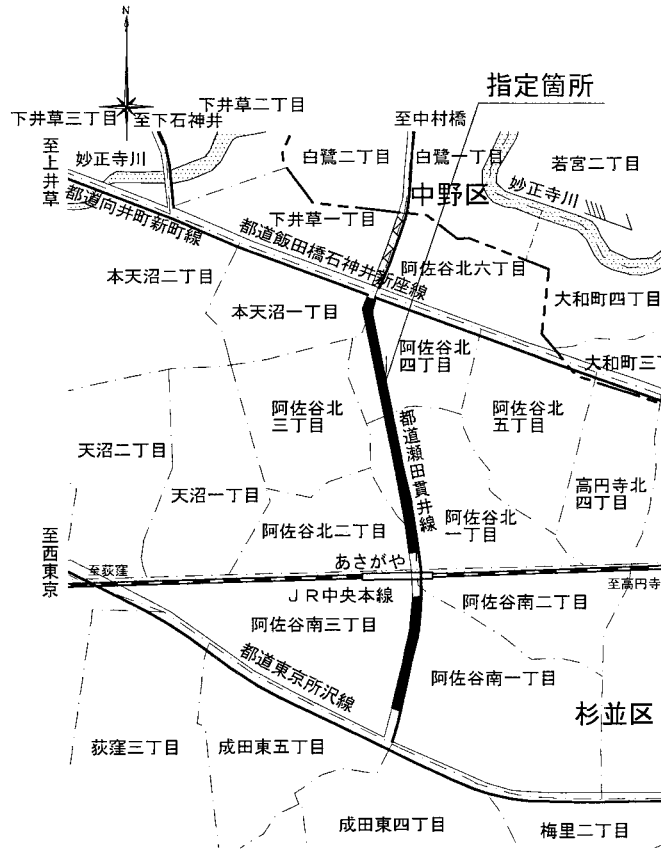 N
指定箇所
下井草二丁目
下井草三丁目
至下石神井
至中村橋
至上井草
妙正寺川
白鷺二丁目
白鷺一丁目
若宮二丁目
中野区
妙正寺川
都道向井町新町線
下井草一丁目
都道飯田橋石神井新座線
本天沼二丁目
阿佐谷北六丁目
大和町四丁目
本天沼一丁目
阿佐谷北
四丁目
大和町三丁
阿佐谷北
三丁目
都道瀬田貫井線
阿佐谷北
五丁目
天沼二丁目
天沼一丁目
高円寺北
四丁目
阿佐谷北二丁目
阿佐谷北
一丁目
至西東京
至荻窪
あさがや
至高円寺
JR中央本線
阿佐谷南二丁目
阿佐谷南三丁目
都道東京所沢線
阿佐谷南一丁目
杉並区
荻窪三丁目
成田東五丁目
成田東四丁目
梅里二丁目